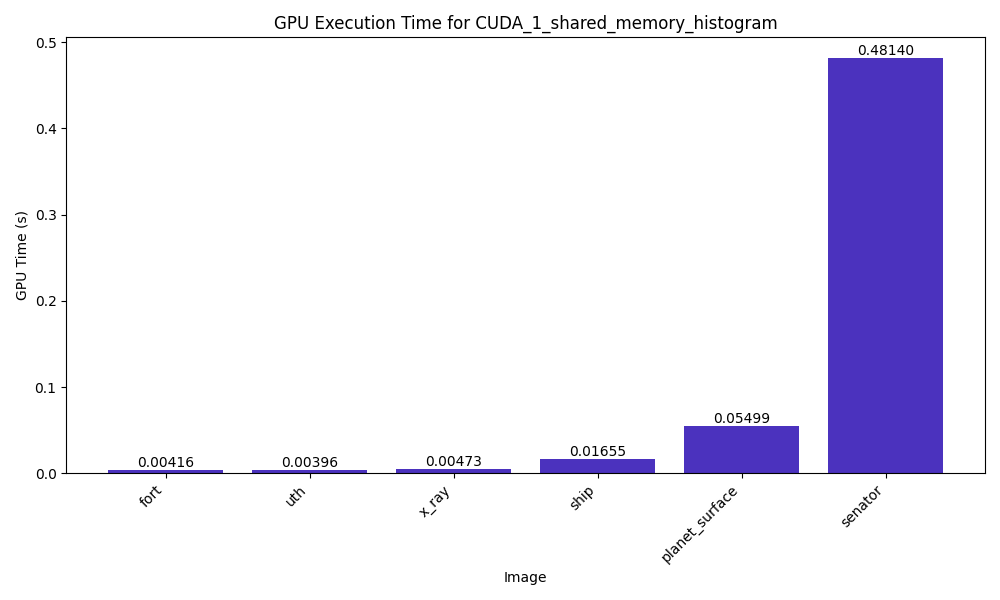 GPU Execution Time for CUDA_1_shared_memory_histogram
GPU Time (s)
0.5
0.4
0.3
0.2
0.1
0.0
0.00416
0.00396
0.00473
0.01655
0.05499
0.48140
fort
uth
x_ray
ship
planet_surface
senator
Image